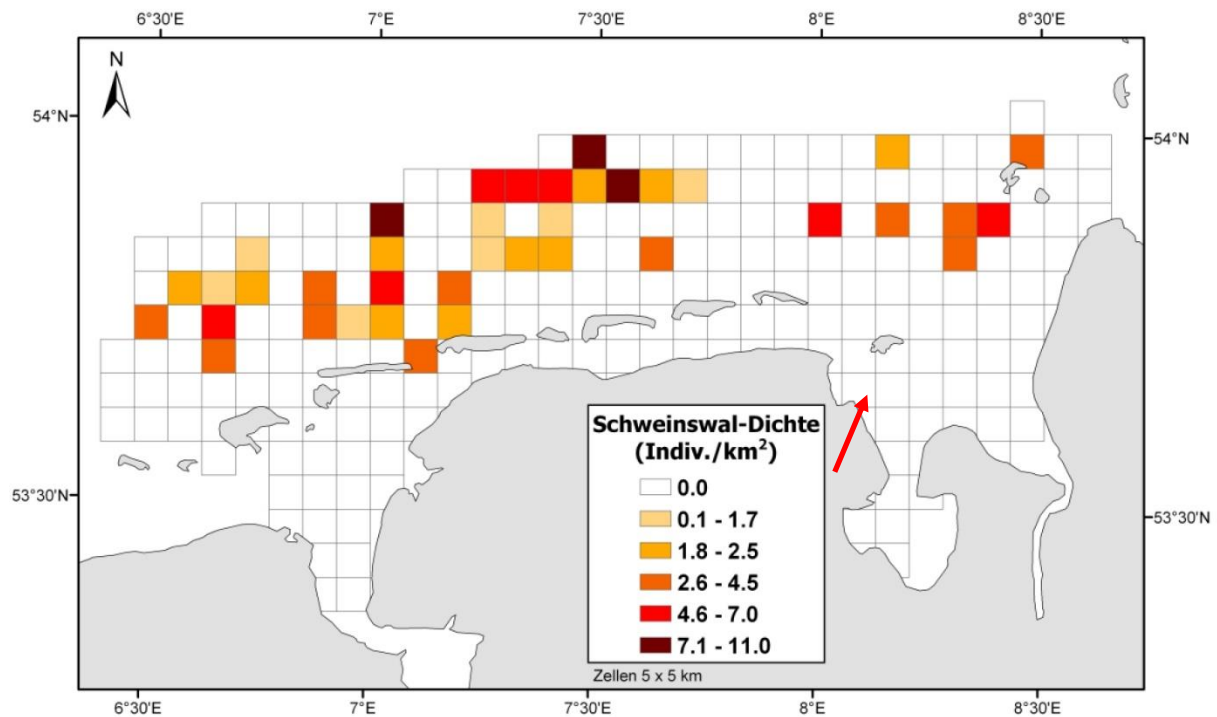 6°30'E 7°E 7°30'E 8°E 8°30'E
N
54°N
54°N
Schweinswal-Dichte
(Indiv./km²)
0.0
0.1 - 1.7
1.8 - 2.5
2.6 - 4.5
4.6 - 7.0
7.1 - 11.0
53°30'N
53°30'N
Zellen 5 x 5 km
6°30'E 7°E 7°30'E 8°E 8°30'E